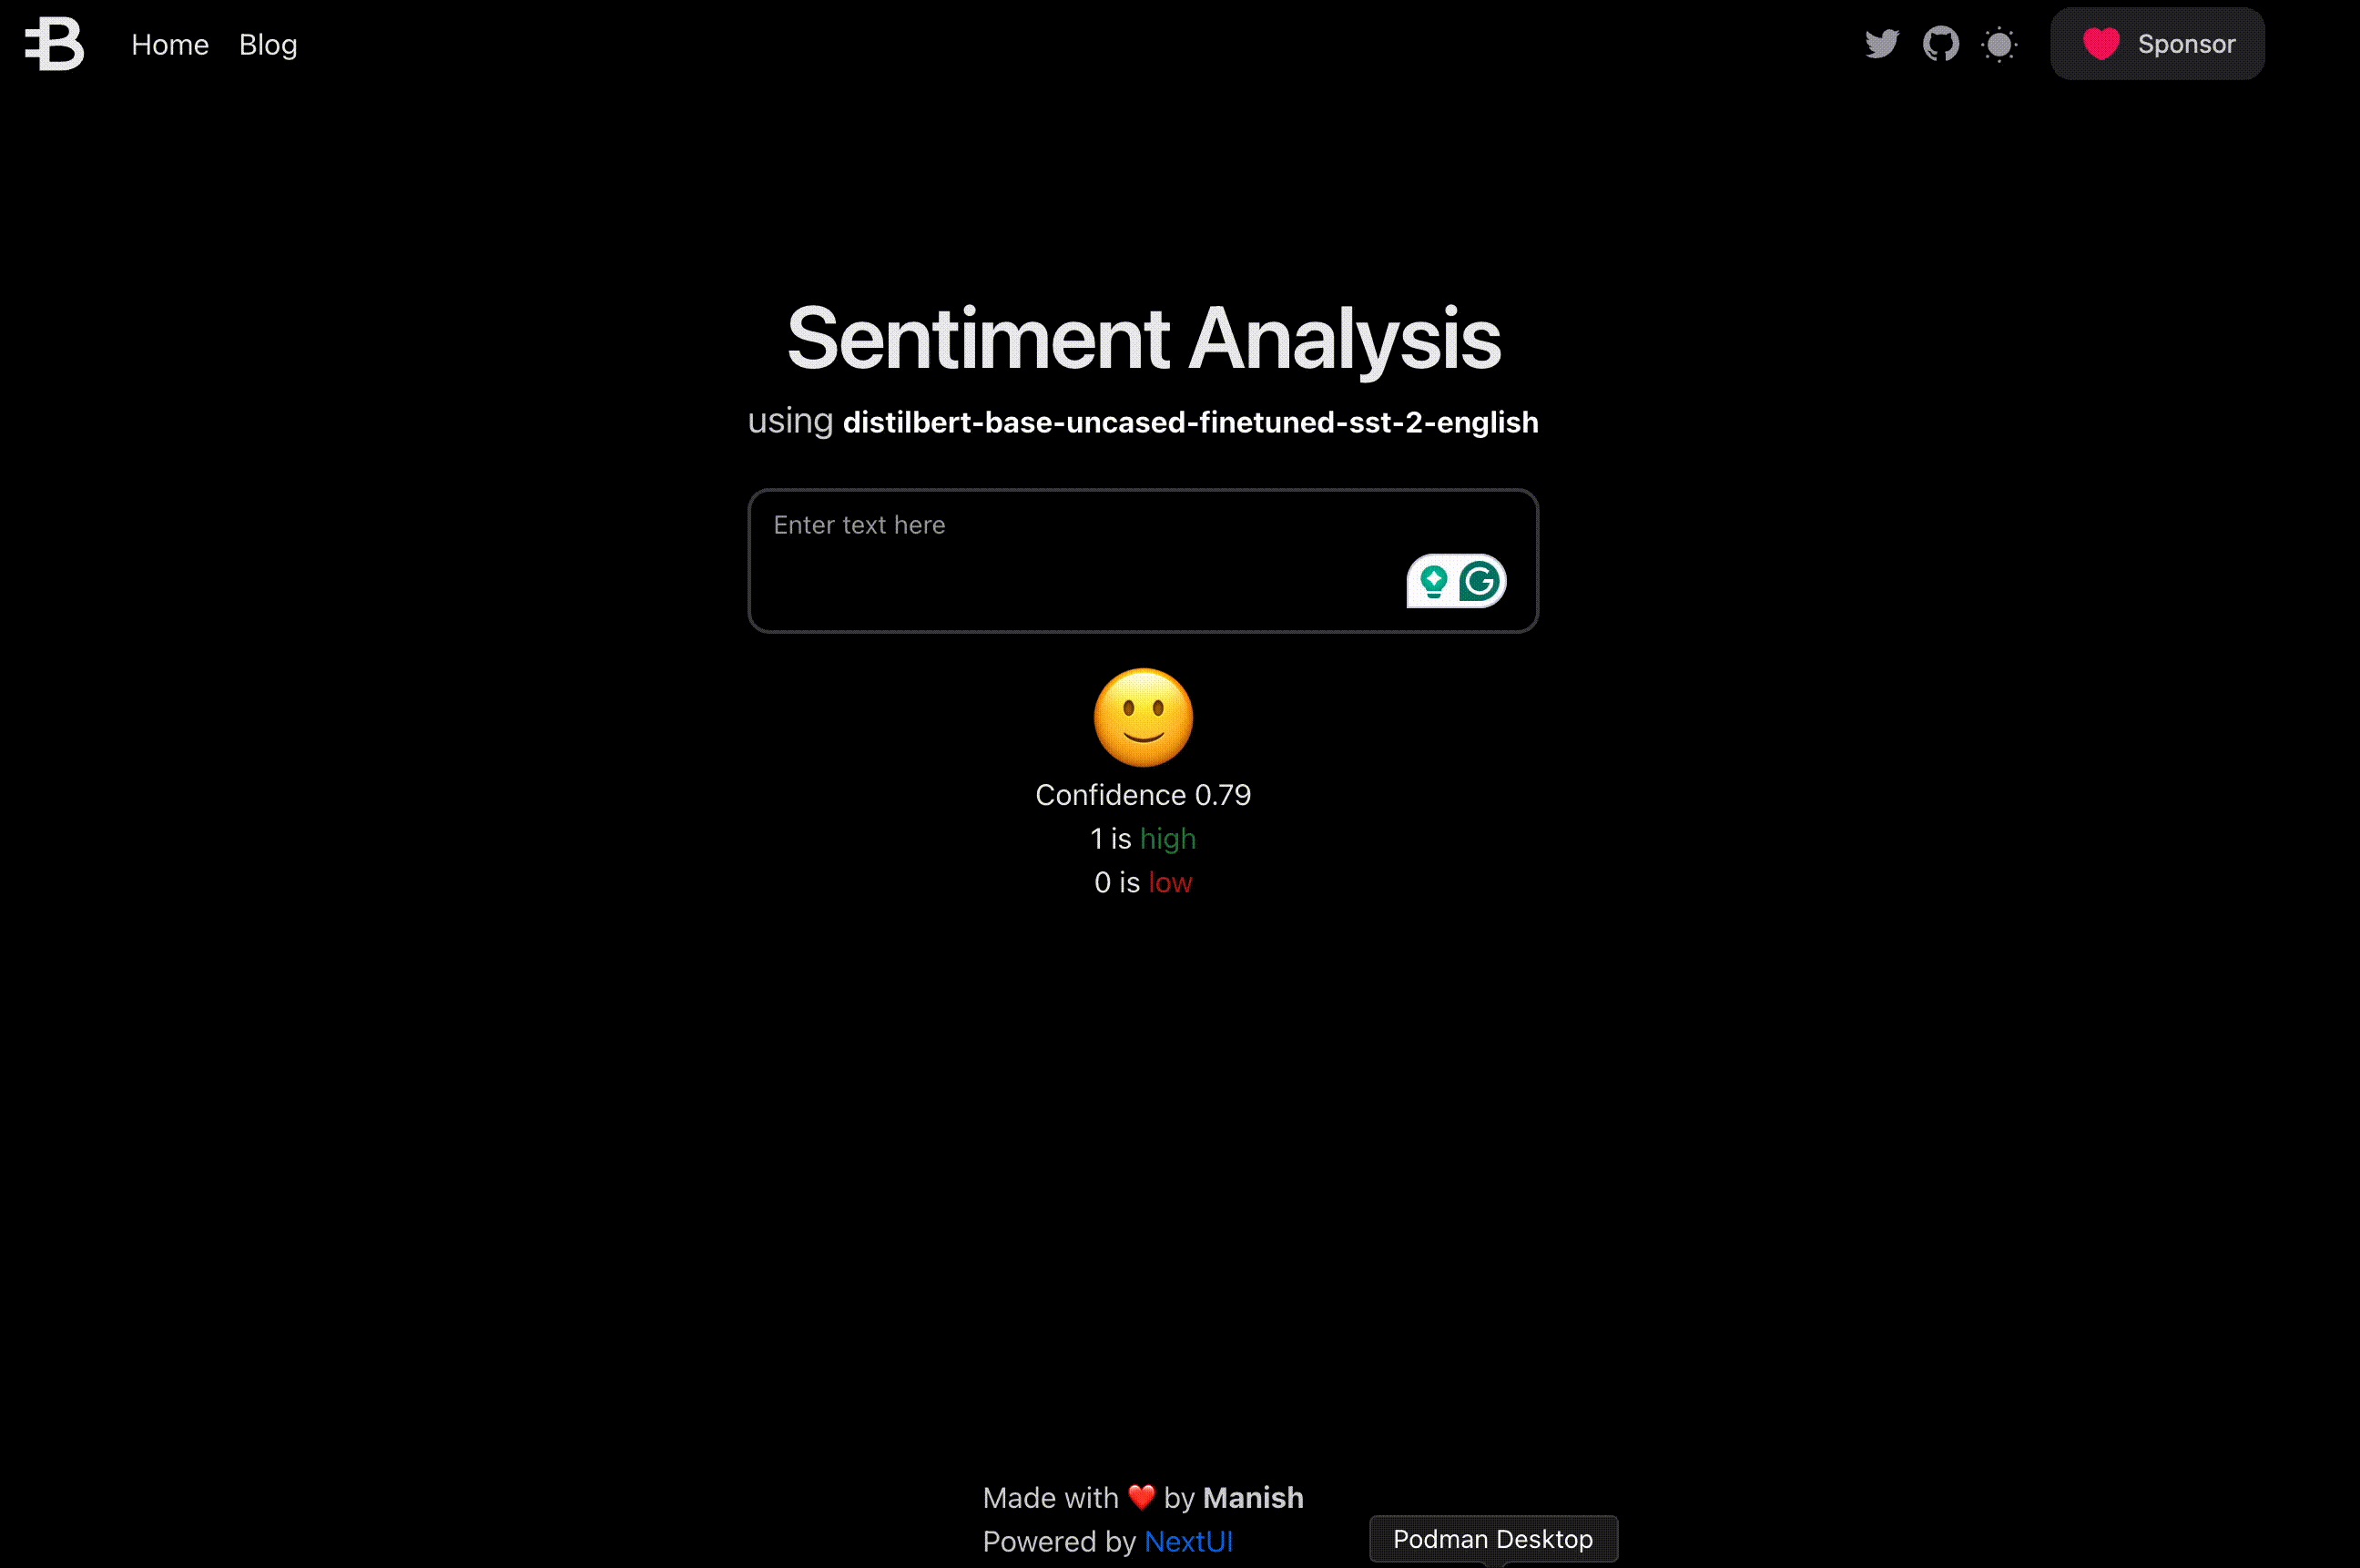 Home Blog Sponsor
Sentiment Analysis
using distilbert-base-uncased-finetuned-sst-2-english
Enter text here
Confidence 0.79
1 is high
0 is low
Made with ❤️ by Manish
Powered by NextUI
Podman Desktop